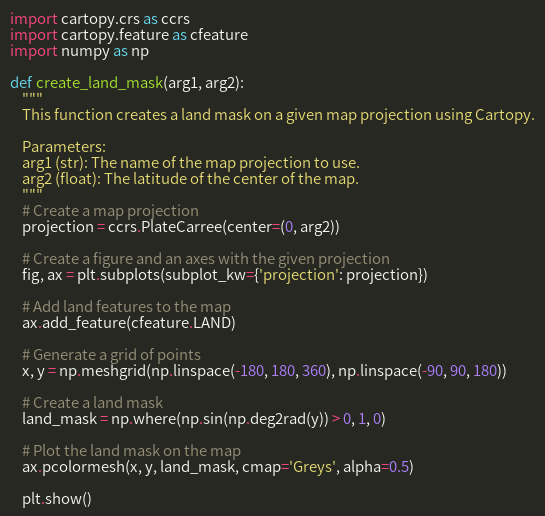 import cartopy.crs as ccrs
import cartopy.feature as cfeature
import numpy as np

def create_land_mask(arg1, arg2):
    """
    This function creates a land mask on a given map projection using Cartopy.

    Parameters:
    arg1 (str): The name of the map projection to use.
    arg2 (float): The latitude of the center of the map.
    """
    # Create a map projection
    projection = ccrs.PlateCarree(center=(0, arg2))

    # Create a figure and an axes with the given projection
    fig, ax = plt.subplots(subplot_kw={'projection': projection})

    # Add land features to the map
    ax.add_feature(cfeature.LAND)

    # Generate a grid of points
    x, y = np.meshgrid(np.linspace(-180, 180, 360), np.linspace(-90, 90, 180))

    # Create a land mask
    land_mask = np.where(np.sin(np.deg2rad(y)) > 0, 1, 0)

    # Plot the land mask on the map
    ax.pcolormesh(x, y, land_mask, cmap='Greys', alpha=0.5)

    plt.show()